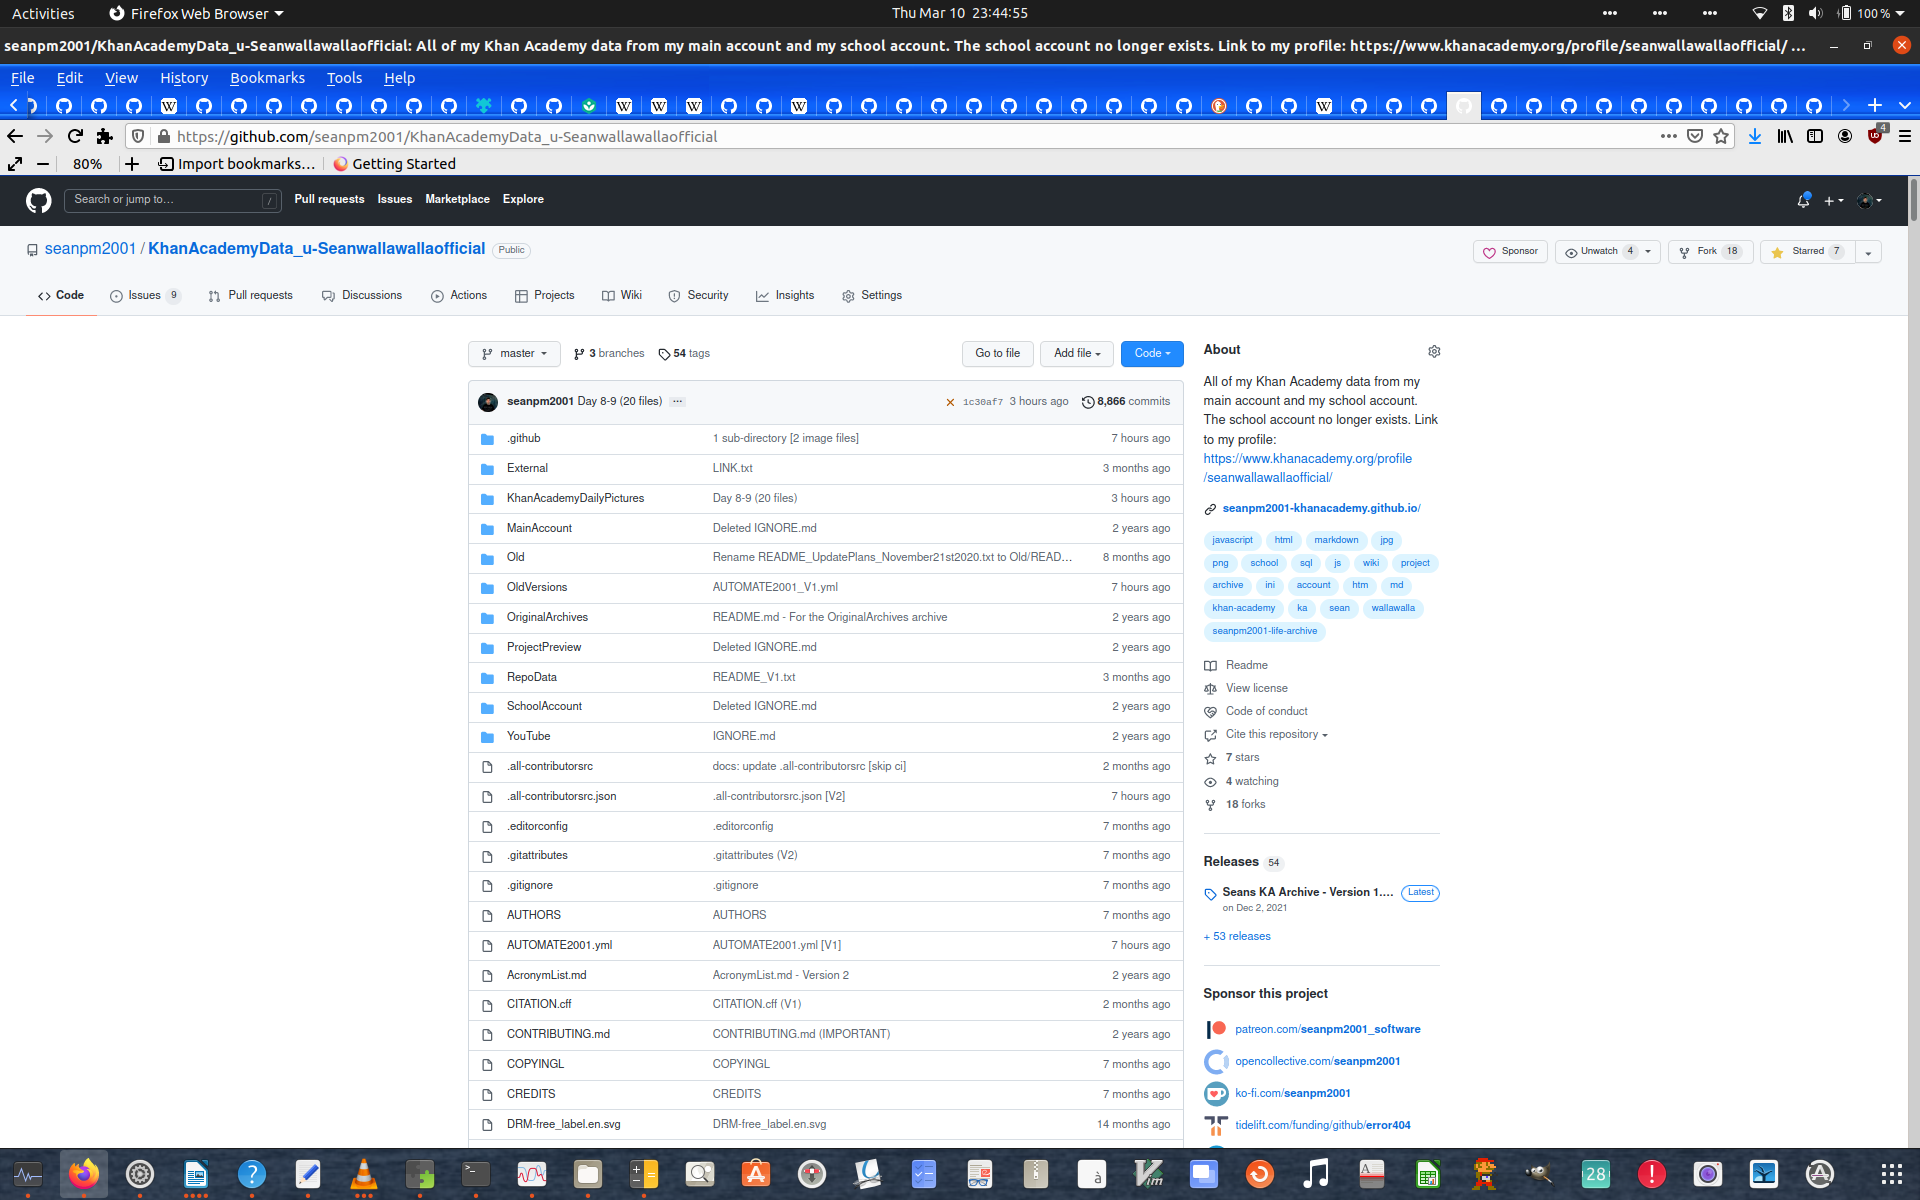 Activities
Firefox Web Browser
Thu Mar 10 23:44:55
100 %
seanpm2001/KhanAcademyData_u-Seanwallawallaofficial: All of my Khan Academy data from my main account and my school account. The school account no longer exists. Link to my profile: https://www.khanacademy.org/profile/seanwallawallaofficial/ ...
File Edit View History Bookmarks Tools Help
https://github.com/seanpm2001/KhanAcademyData_u-Seanwallawallaofficial
4
80%
Import bookmarks...
Getting Started
Search or jump to...
/
Pull requests
Issues
Marketplace
Explore
seanpm2001 / KhanAcademyData_u-Seanwallawallaofficial
Public
Sponsor
Unwatch 4
Fork 18
Starred 7
Code
Issues 9
Pull requests
Discussions
Actions
Projects
Wiki
Security
Insights
Settings
master
3 branches
54 tags
Go to file
Add file
Code
seanpm2001 Day 8-9 (20 files) ...
1c30af7 3 hours ago
8,866 commits
.github 1 sub-directory [2 image files] 7 hours ago
External LINK.txt 3 months ago
KhanAcademyDailyPictures Day 8-9 (20 files) 3 hours ago
MainAccount Deleted IGNORE.md 2 years ago
Old Rename README_UpdatePlans_November21st2020.txt to Old/READ... 8 months ago
OldVersions AUTOMATE2001_V1.yml 7 hours ago
OriginalArchives README.md - For the OriginalArchives archive 2 years ago
ProjectPreview Deleted IGNORE.md 2 years ago
RepoData README_V1.txt 3 months ago
SchoolAccount Deleted IGNORE.md 2 years ago
YouTube IGNORE.md 2 years ago
.all-contributorsrc docs: update .all-contributorsrc [skip ci] 2 months ago
.all-contributorsrc.json .all-contributorsrc.json [V2] 7 hours ago
.editorconfig .editorconfig 7 months ago
.gitattributes .gitattributes (V2) 7 months ago
.gitignore .gitignore 7 months ago
AUTHORS AUTHORS 7 months ago
AUTOMATE2001.yml AUTOMATE2001.yml [V1] 7 hours ago
AcronymList.md AcronymList.md - Version 2 2 years ago
CITATION.cff CITATION.cff (V1) 2 months ago
CONTRIBUTING.md CONTRIBUTING.md (IMPORTANT) 2 years ago
COPYINGL COPYINGL 7 months ago
CREDITS CREDITS 7 months ago
DRM-free_label.en.svg DRM-free_label.en.svg 14 months ago
About
All of my Khan Academy data from my
main account and my school account.
The school account no longer exists. Link
to my profile:
https://www.khanacademy.org/profile
/seanwallawallaofficial/
seanpm2001-khanacademy.github.io/
javascript html markdown jpg
png school sql js wiki project
archive ini account htm md
khan-academy ka sean wallawalla
seanpm2001-life-archive
Readme
View license
Code of conduct
Cite this repository
7 stars
4 watching
18 forks
Releases 54
Seans KA Archive - Version 1.... Latest
on Dec 2, 2021
+ 53 releases
Sponsor this project
patreon.com/seanpm2001_software
opencollective.com/seanpm2001
ko-fi.com/seanpm2001
tidelift.com/funding/github/error404
28